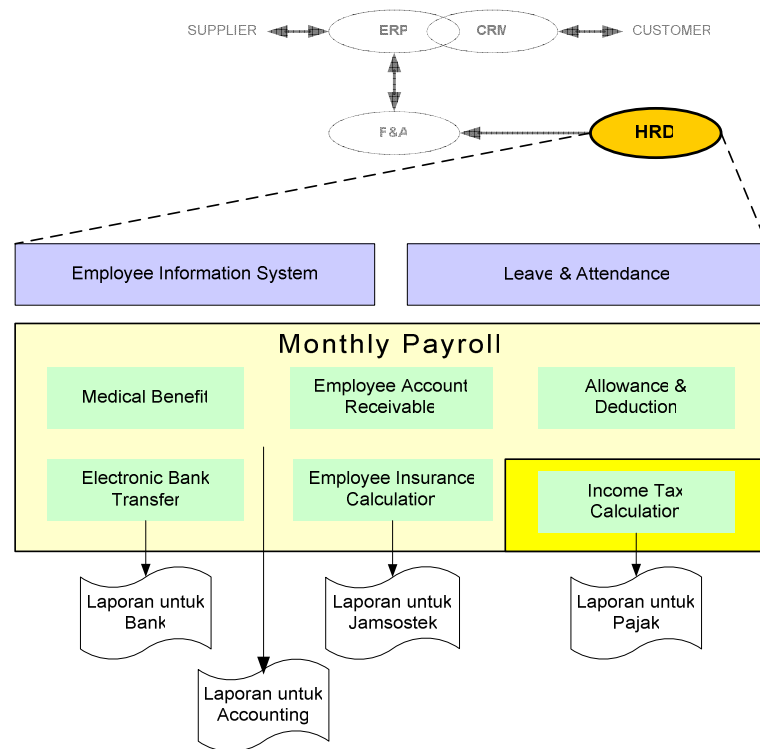 SUPPLIER
ERP
CRM
CUSTOMER
F&A
HRD
Employee Information System
Leave & Attendance
Monthly Payroll
Medical Benefit
Employee Account
Receivable
Allowance &
Deduction
Electronic Bank
Transfer
Employee Insurance
Calculation
Income Tax
Calculation
Laporan untuk
Bank
Laporan untuk
Jamsostek
Laporan untuk
Pajak
Laporan untuk
Accounting